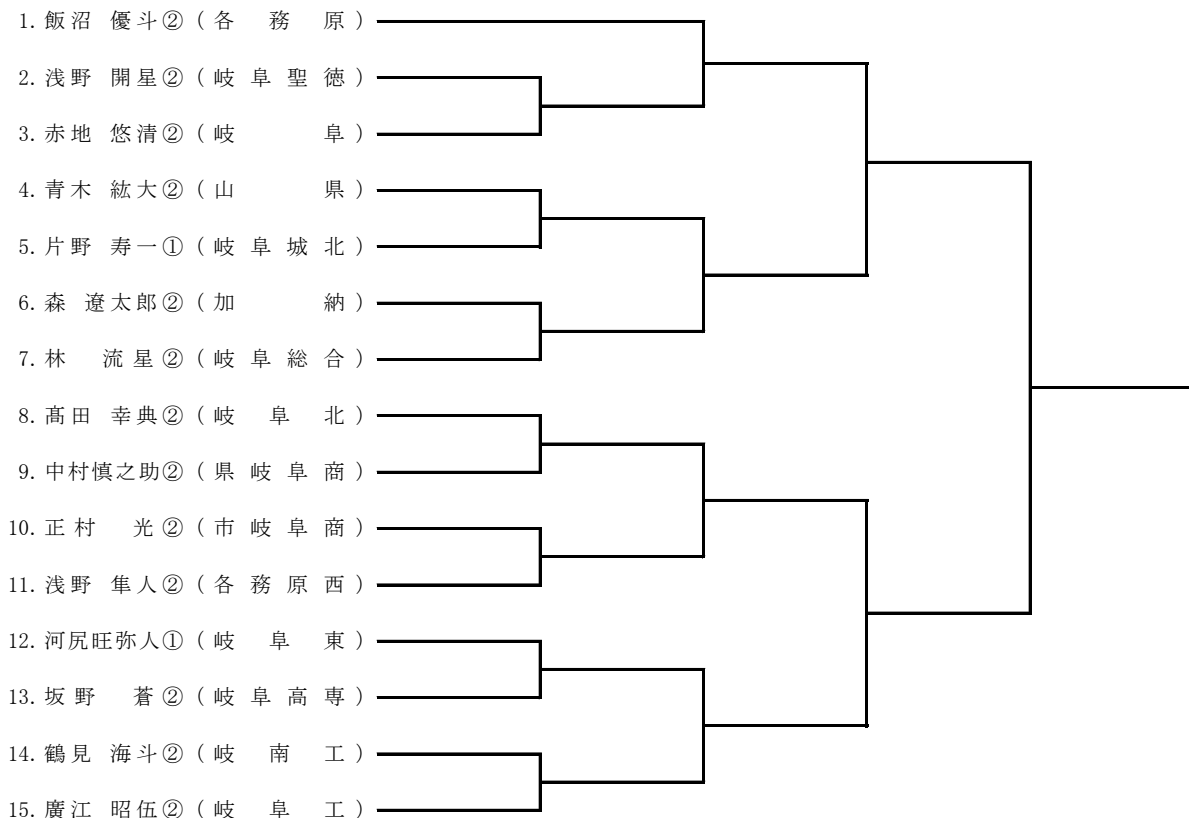 1. 飯沼 優斗② ( 各 務 原 )
2. 浅野 開星② ( 岐 阜 聖 徳 )
3. 赤地 悠清② ( 岐 阜 )
4. 青木 紘大② ( 山 県 )
5. 片野 寿一① ( 岐 阜 城 北 )
6. 森 遼太郎② ( 加 納 )
7. 林 流星② ( 岐 阜 総 合 )
8. 髙田 幸典② ( 岐 阜 北 )
9. 中村慎之助② ( 県 岐 阜 商 )
10. 正村 光② ( 市 岐 阜 商 )
11. 浅野 隼人② ( 各 務 原 西 )
12. 河尻旺弥人① ( 岐 阜 東 )
13. 坂野 蒼② ( 岐 阜 高 専 )
14. 鶴見 海斗② ( 岐 南 工 )
15. 廣江 昭伍② ( 岐 阜 工 )